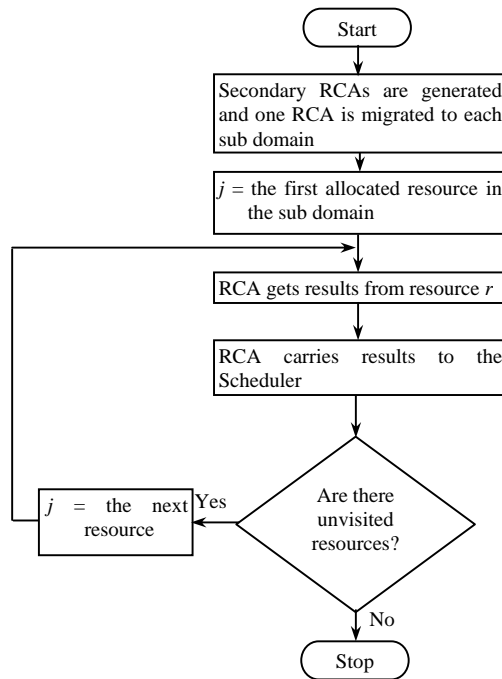 Start
Secondary RCAs are generated
and one RCA is migrated to each
sub domain
j = the first allocated resource in
the sub domain
RCA gets results from resource r
RCA carries results to the
Scheduler
Are there
unvisited
resources?
Yes
j = the next
resource
No
Stop